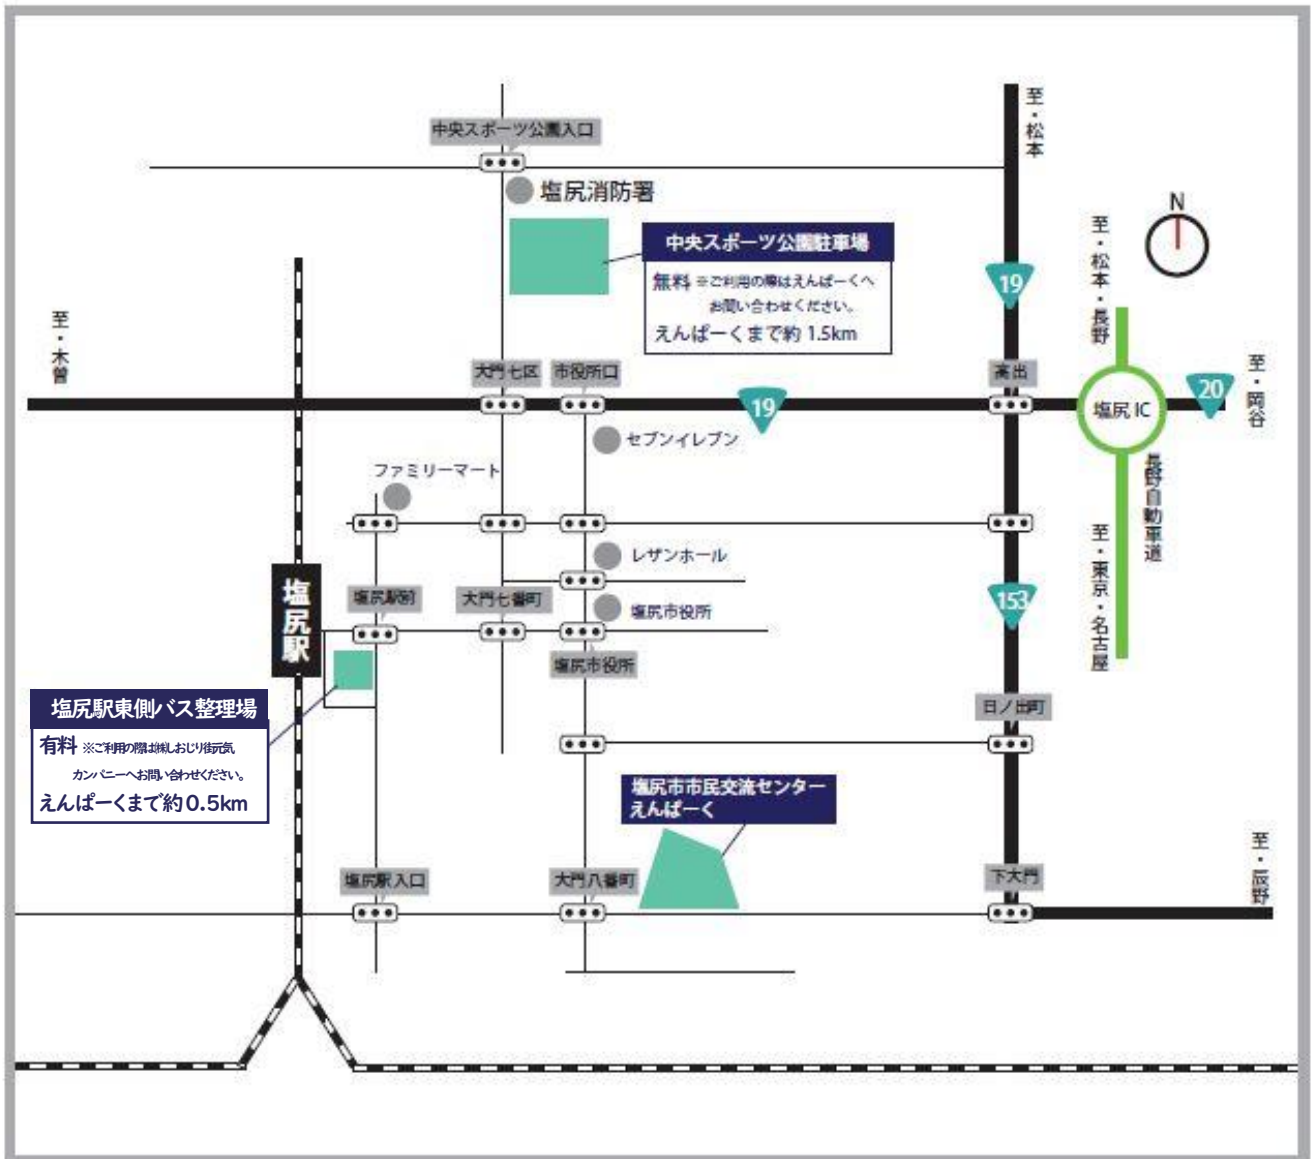 至・松本
中央スポーツ公園入口
塩尻消防署
N
中央スポーツ公園駐車場
無料 ※ご利用の際はえんぱーくへ
お問い合わせください。
えんぱーくまで約 1.5km
至・松本・長野
19
至・木曽
大門七区
市役所口
高出
至・岡谷
20
19
塩尻 IC
セブンイレブン
ファミリーマート
長野自動車道
至・東京・名古屋
レザンホール
塩尻駅
塩尻駅前
大門七番町
塩尻市役所
153
塩尻市役所
塩尻駅東側バス整理場
有料 ※ご利用の際は㈱しおじり街元気
カンパニーへお問い合わせください。
えんぱーくまで約0.5km
日ノ出町
塩尻市市民交流センター
えんぱーく
塩尻駅入口
大門八番町
下大門
至・辰野